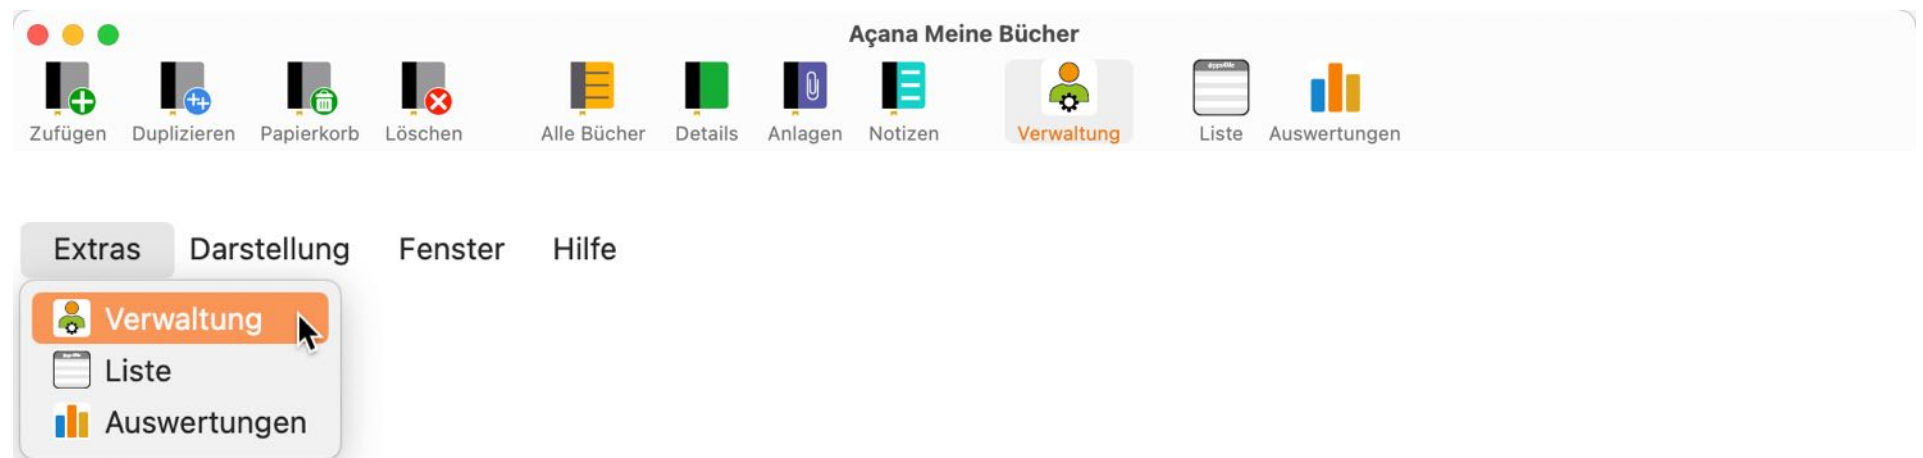 Açana Meine Bücher
Zufügen Duplizieren Papierkorb Löschen Alle Bücher Details Anlagen Notizen Verwaltung Liste Auswertungen
Extras Darstellung Fenster Hilfe
Verwaltung
Liste
Auswertungen